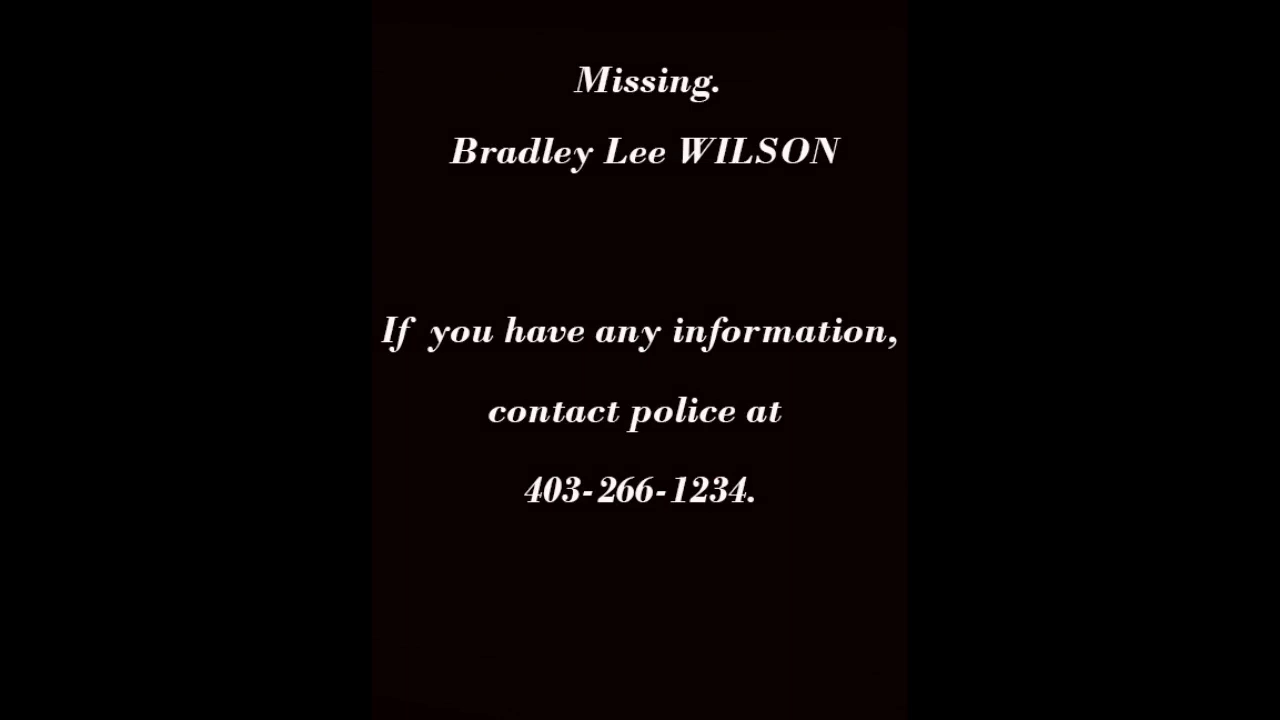 Missing.
Bradley Lee WILSON
If you have any information,
contact police at
403-266-1234.